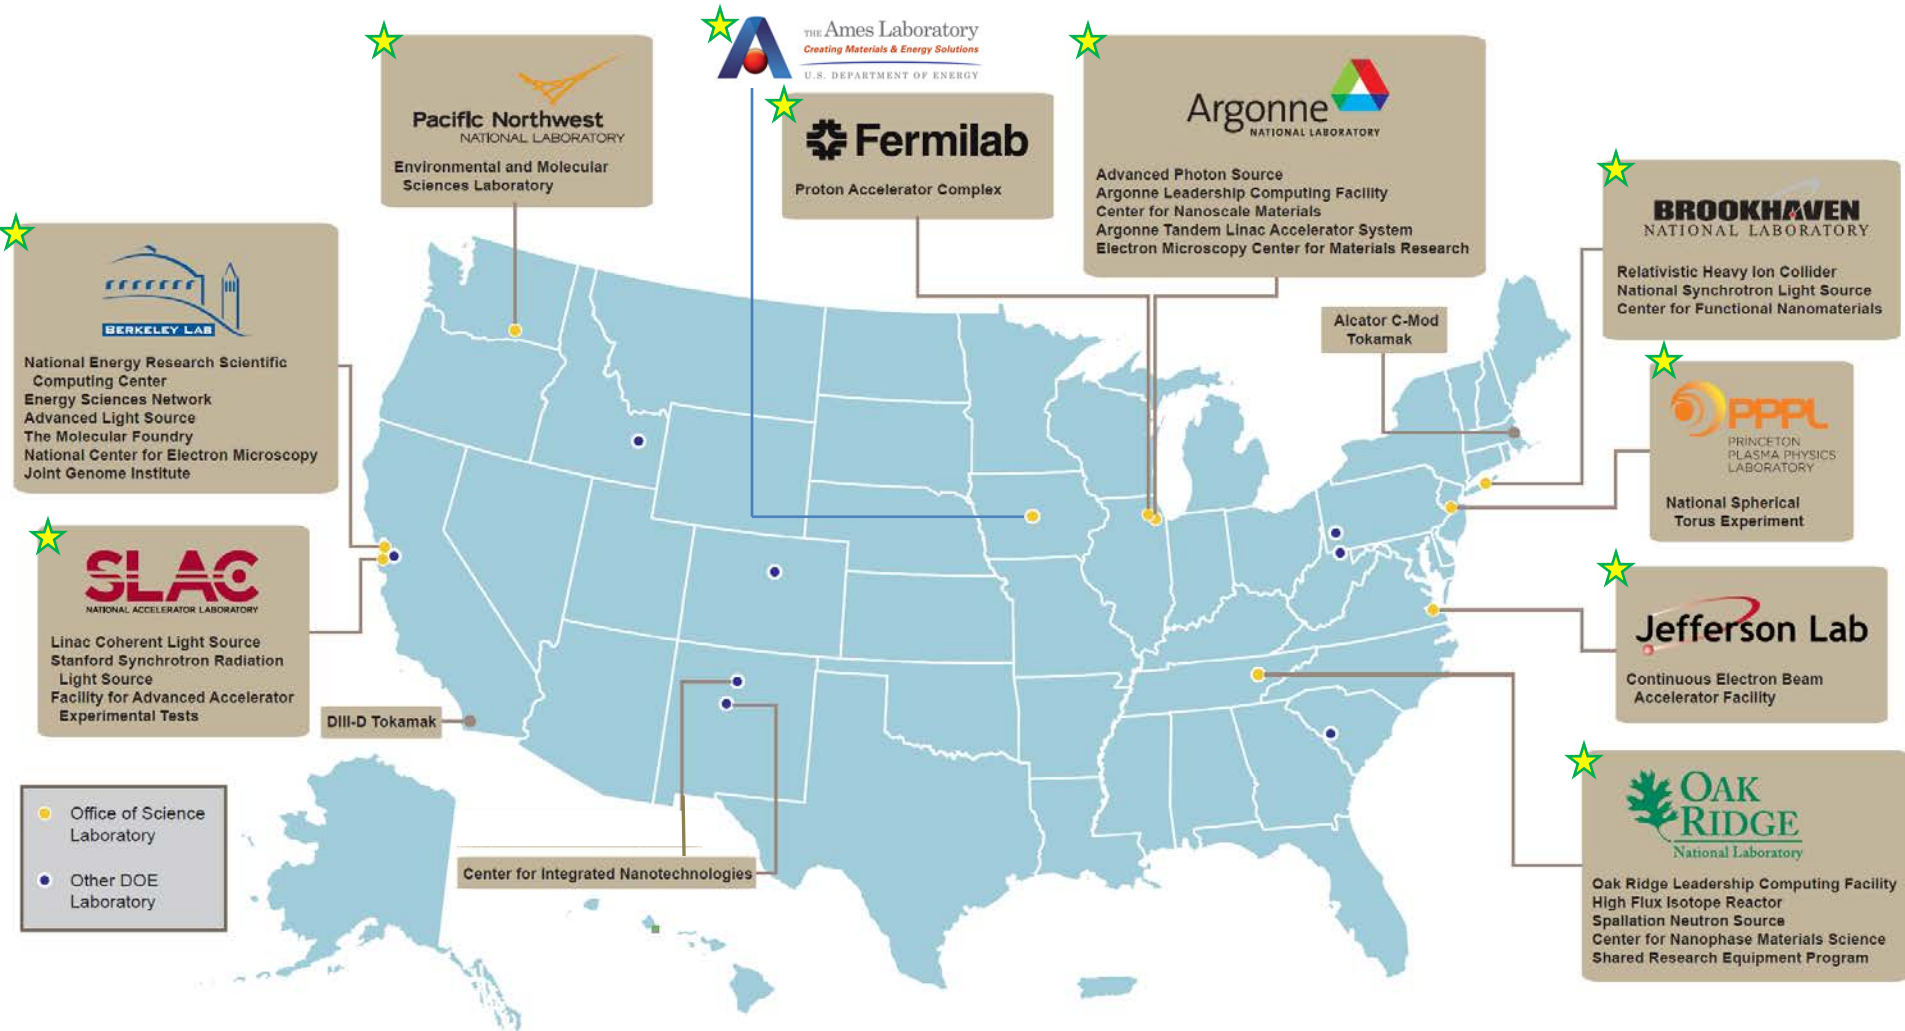 THE Ames Laboratory
Creating Materials & Energy Solutions
U.S. DEPARTMENT OF ENERGY
Pacific Northwest
NATIONAL LABORATORY
Environmental and Molecular
Sciences Laboratory
Fermilab
Proton Accelerator Complex
Argonne
NATIONAL LABORATORY
Advanced Photon Source
Argonne Leadership Computing Facility
Center for Nanoscale Materials
Argonne Tandem Linac Accelerator System
Electron Microscopy Center for Materials Research
BROOKHAVEN
NATIONAL LABORATORY
Relativistic Heavy Ion Collider
National Synchrotron Light Source
Center for Functional Nanomaterials
BERKELEY LAB
National Energy Research Scientific
Computing Center
Energy Sciences Network
Advanced Light Source
The Molecular Foundry
National Center for Electron Microscopy
Joint Genome Institute
Alcator C-Mod
Tokamak
PPPL
PRINCETON
PLASMA PHYSICS
LABORATORY
National Spherical
Torus Experiment
SLAC
NATIONAL ACCELERATOR LABORATORY
Linac Coherent Light Source
Stanford Synchrotron Radiation
Light Source
Facility for Advanced Accelerator
Experimental Tests
DIII-D Tokamak
Jefferson Lab
Continuous Electron Beam
Accelerator Facility
OAK
RIDGE
National Laboratory
Oak Ridge Leadership Computing Facility
High Flux Isotope Reactor
Spallation Neutron Source
Center for Nanophase Materials Science
Shared Research Equipment Program
Center for Integrated Nanotechnologies
Office of Science
Laboratory
Other DOE
Laboratory